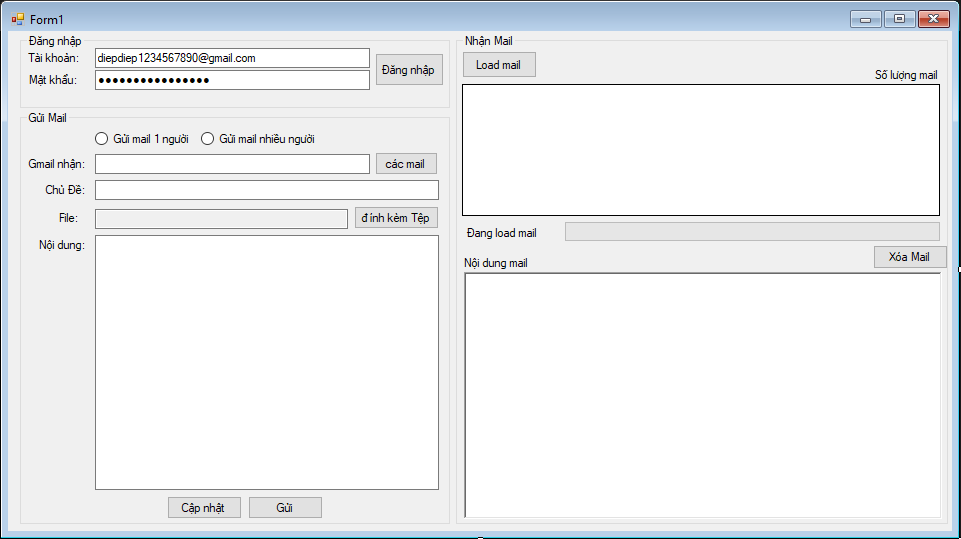 Form1
Đăng nhập
Tài khoản: diepdiep1234567890@gmail.com
Mật khẩu: ●●●●●●●●●●●●●●●●
Đăng nhập
Gửi Mail
Gửi mail 1 người Gửi mail nhiều người
Gmail nhận: các mail
Chủ Đề:
File: đính kèm Tệp
Nội dung:
Cập nhật Gửi
Nhận Mail
Load mail
Số lượng mail
Đang load mail
Xóa Mail
Nội dung mail